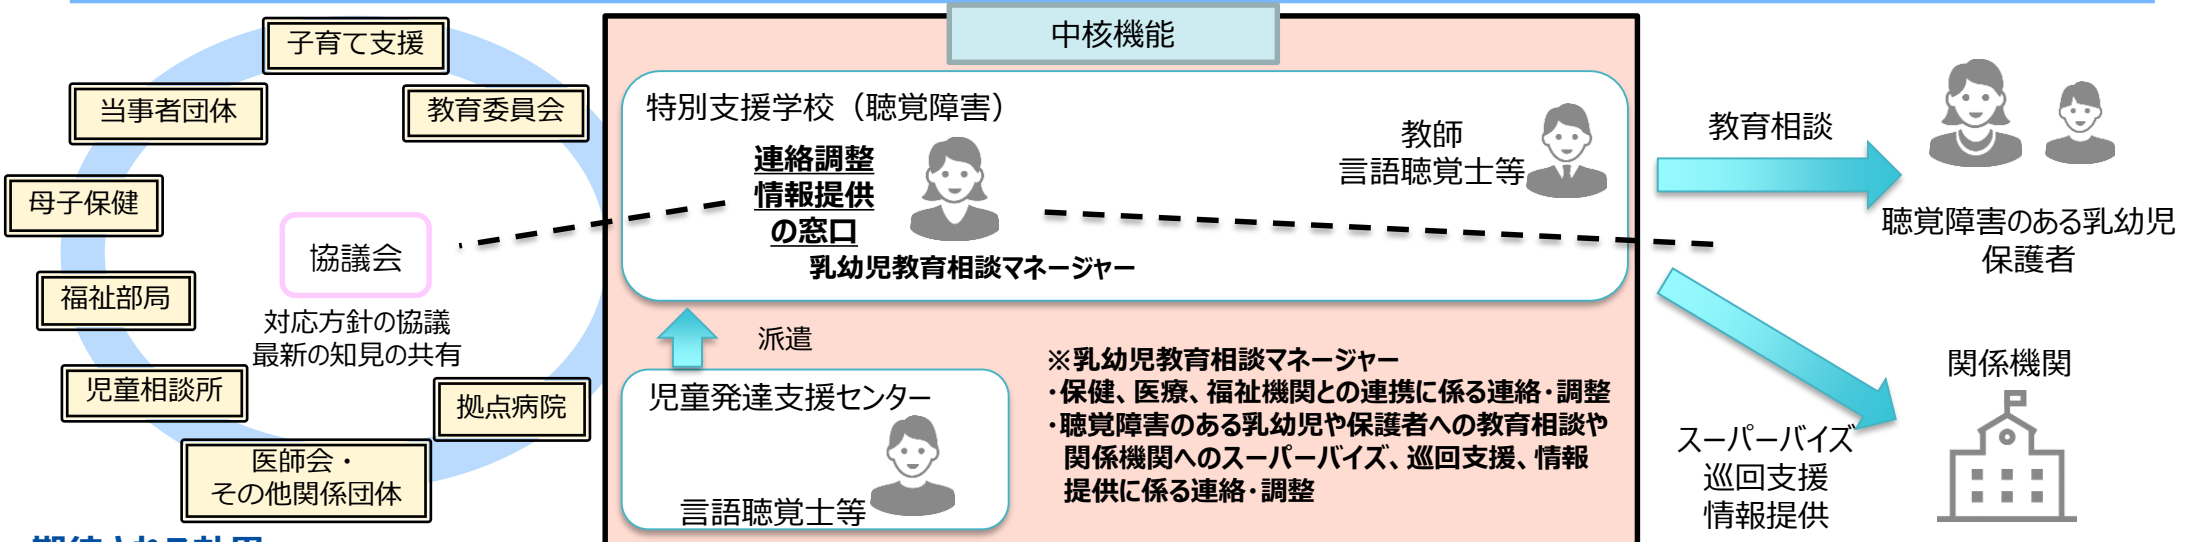 子育て支援
当事者団体
教育委員会
母子保健
協議会
福祉部局
対応方針の協議
最新の知見の共有
児童相談所
拠点病院
医師会・
その他関係団体
中核機能
特別支援学校（聴覚障害）
連絡調整
情報提供
の窓口
乳幼児教育相談マネージャー
教師
言語聴覚士等
派遣
児童発達支援センター
言語聴覚士等
※乳幼児教育相談マネージャー
・保健、医療、福祉機関との連携に係る連絡・調整
・聴覚障害のある乳幼児や保護者への教育相談や
関係機関へのスーパーバイズ、巡回支援、情報
提供に係る連絡・調整
教育相談
聴覚障害のある乳幼児
保護者
関係機関
スーパーバイズ
巡回支援
情報提供
期待される効果